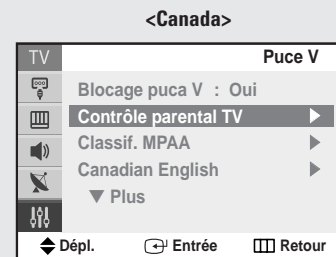 <Canada>
TV Puce V
Blocage puca V : Oui
Contrôle parental TV ▶
Classif. MPAA ▶
Canadian English ▶
▼ Plus
Dépl. Entrée Retour